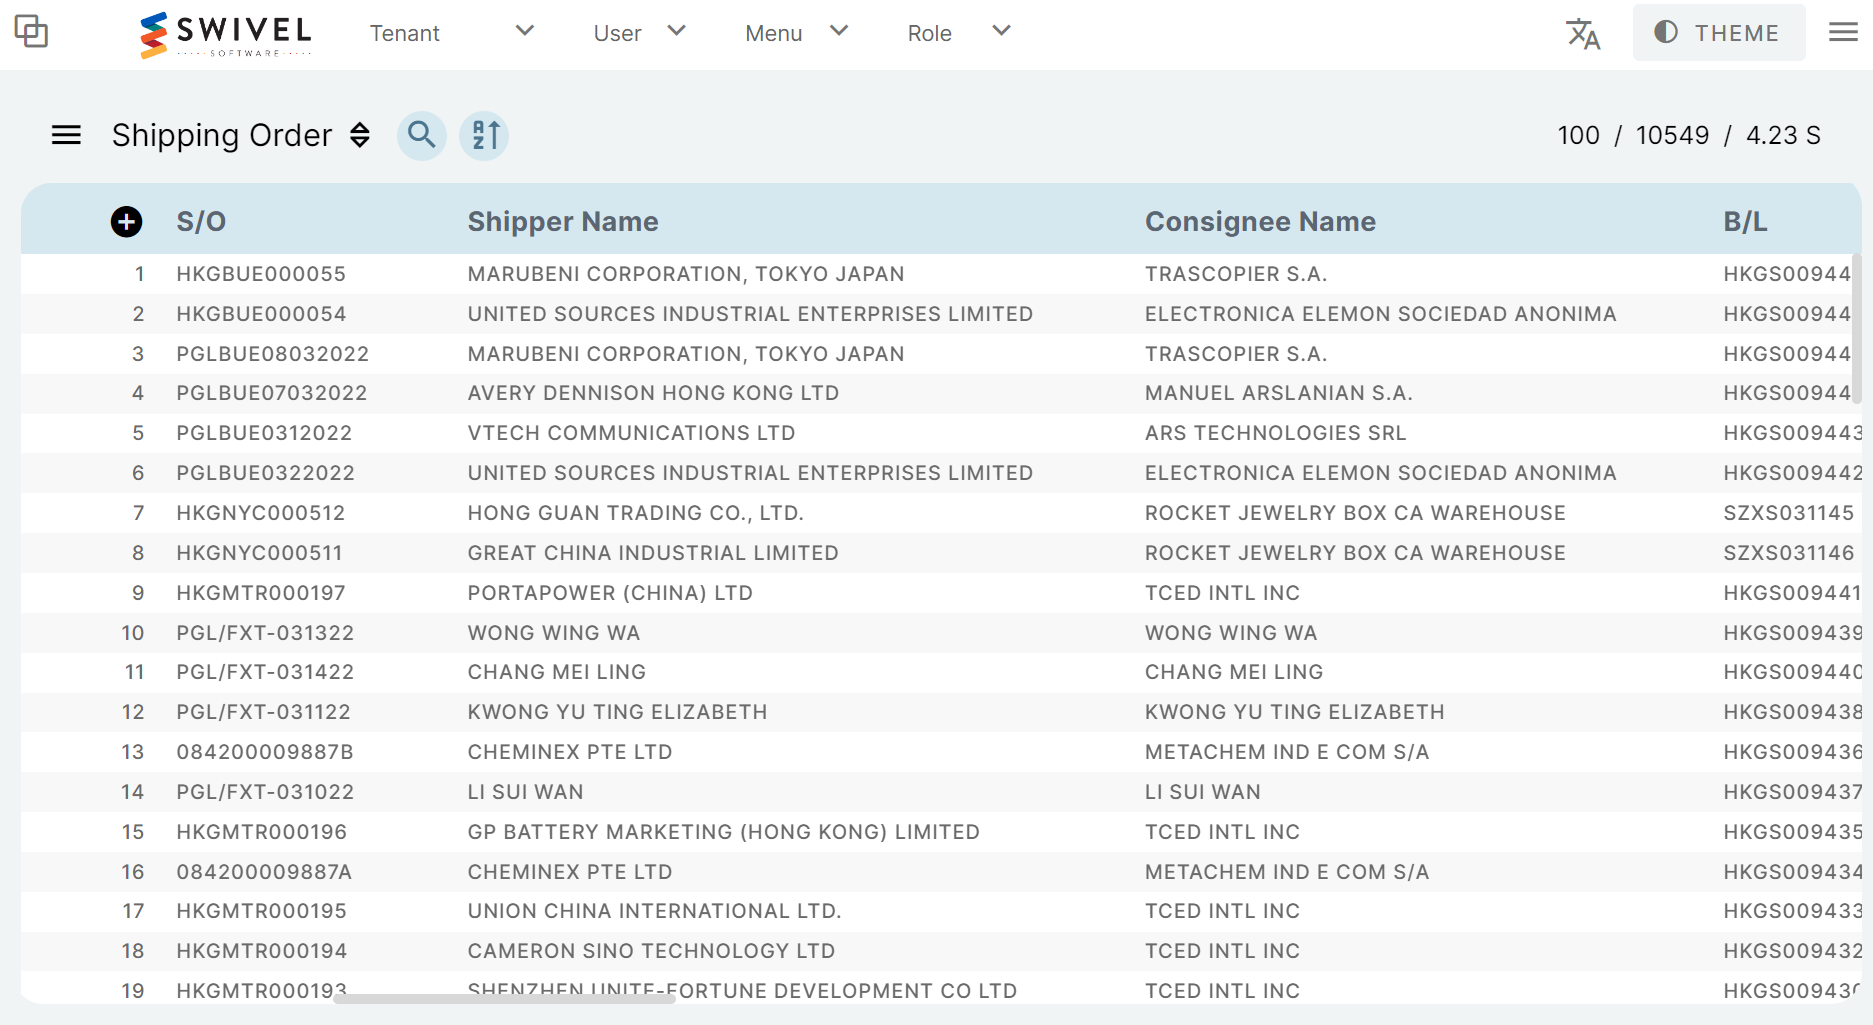 SWIVEL
SOFTWARE
Tenant User Menu Role THEME
Shipping Order 100 / 10549 / 4.23 S
S/O Shipper Name Consignee Name B/L
1 HKGBUE000055 MARUBENI CORPORATION, TOKYO JAPAN TRASCOPIER S.A. HKGS00944
2 HKGBUE000054 UNITED SOURCES INDUSTRIAL ENTERPRISES LIMITED ELECTRONICA ELEMON SOCIEDAD ANONIMA HKGS00944
3 PGLBUE08032022 MARUBENI CORPORATION, TOKYO JAPAN TRASCOPIER S.A. HKGS00944
4 PGLBUE07032022 AVERY DENNISON HONG KONG LTD MANUEL ARSLANIAN S.A. HKGS00944
5 PGLBUE0312022 VTECH COMMUNICATIONS LTD ARS TECHNOLOGIES SRL HKGS009443
6 PGLBUE0322022 UNITED SOURCES INDUSTRIAL ENTERPRISES LIMITED ELECTRONICA ELEMON SOCIEDAD ANONIMA HKGS009442
7 HKGNYC000512 HONG GUAN TRADING CO., LTD. ROCKET JEWELRY BOX CA WAREHOUSE SZXS031145
8 HKGNYC000511 GREAT CHINA INDUSTRIAL LIMITED ROCKET JEWELRY BOX CA WAREHOUSE SZXS031146
9 HKGMTR000197 PORTAPOWER (CHINA) LTD TCED INTL INC HKGS009441
10 PGL/FXT-031322 WONG WING WA WONG WING WA HKGS009439
11 PGL/FXT-031422 CHANG MEI LING CHANG MEI LING HKGS009440
12 PGL/FXT-031122 KWONG YU TING ELIZABETH KWONG YU TING ELIZABETH HKGS009438
13 084200009887B CHEMINEX PTE LTD METACHEM IND E COM S/A HKGS009436
14 PGL/FXT-031022 LI SUI WAN LI SUI WAN HKGS009437
15 HKGMTR000196 GP BATTERY MARKETING (HONG KONG) LIMITED TCED INTL INC HKGS009435
16 084200009887A CHEMINEX PTE LTD METACHEM IND E COM S/A HKGS009434
17 HKGMTR000195 UNION CHINA INTERNATIONAL LTD. TCED INTL INC HKGS009433
18 HKGMTR000194 CAMERON SINO TECHNOLOGY LTD TCED INTL INC HKGS009432
19 HKGMTR000193 SHENZHEN UNITE-FORTUNE DEVELOPMENT CO LTD TCED INTL INC